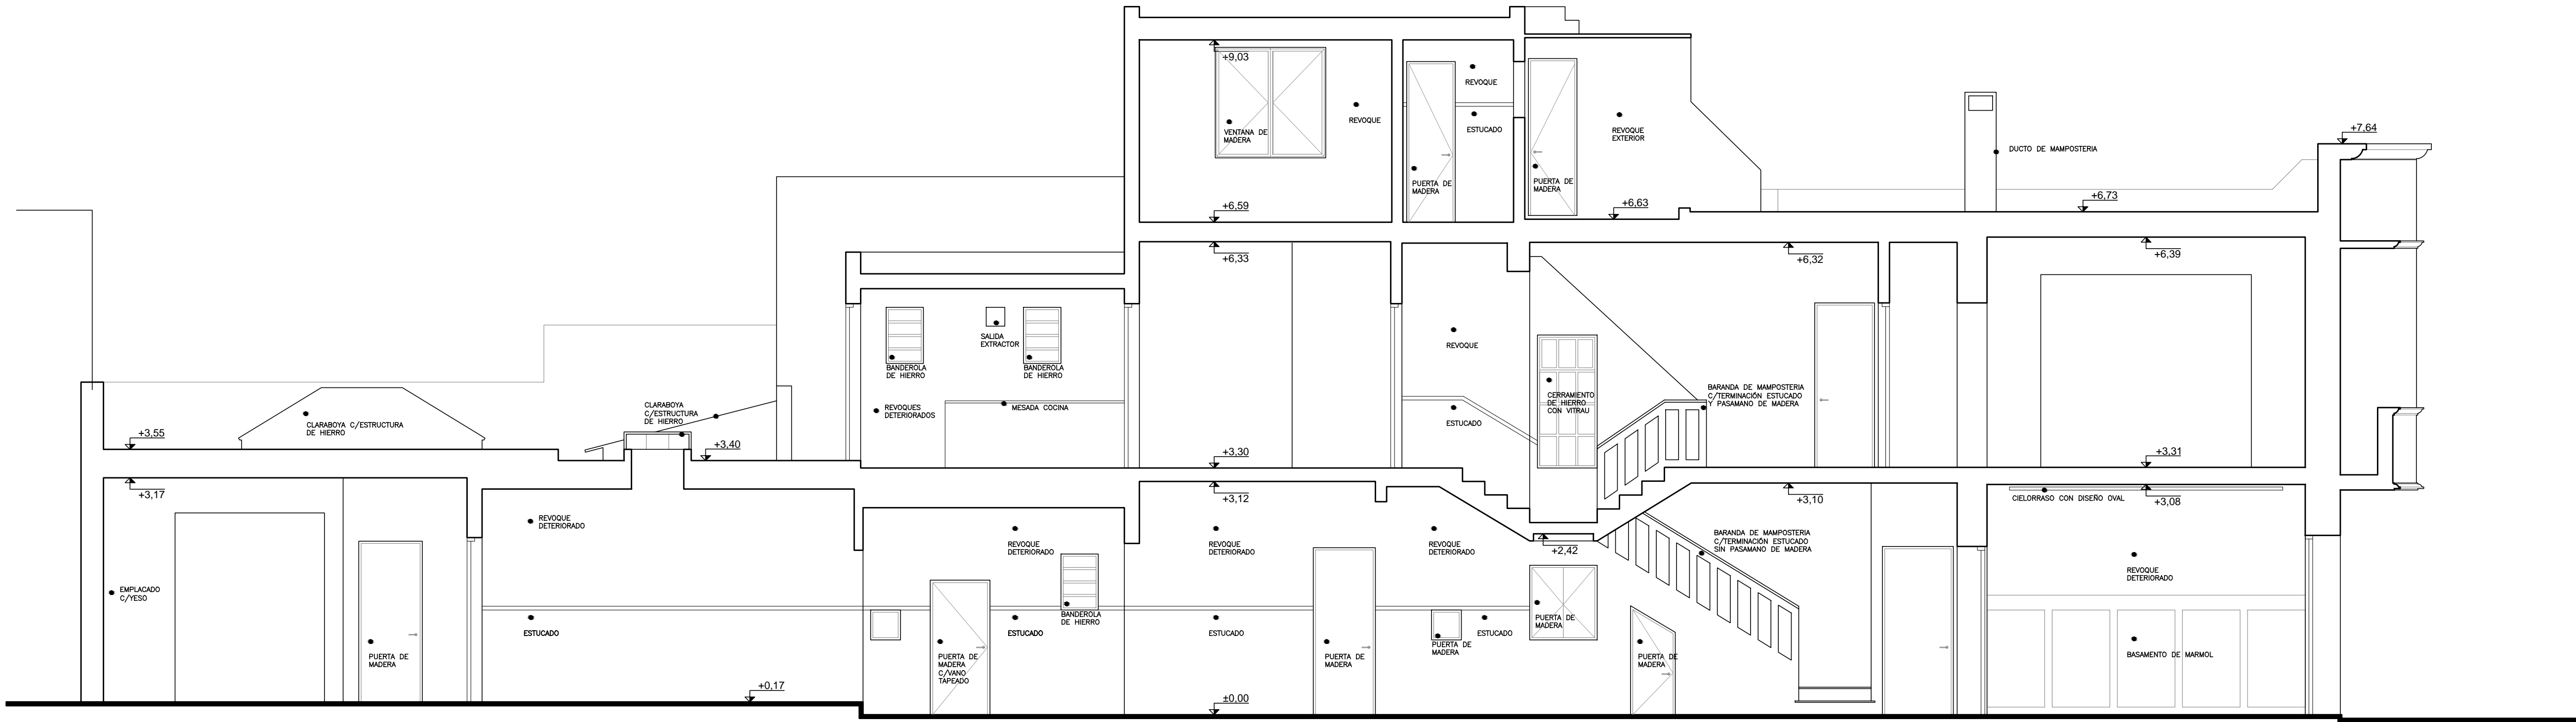 +9,03
REVOQUE
VENTANA DE
MADERA
REVOQUE
ESTUCADO
REVOQUE
EXTERIOR
PUERTA DE
MADERA
PUERTA DE
MADERA
DUCTO DE MAMPOSTERIA
+7,64
+6,59
+6,63
+6,73
+6,33
+6,32
+6,39
SALIDA
EXTRACTOR
BANDEROLA
DE HIERRO
BANDEROLA
DE HIERRO
REVOQUE
REVOQUES
DETERIORADOS
MESADA COCINA
CERRAMIENTO
DE HIERRO
CON VITRAU
BARANDA DE MAMPOSTERIA
C/TERMINACIÓN ESTUCADO
Y PASAMANO DE MADERA
ESTUCADO
CLARABOYA C/ESTRUCTURA
DE HIERRO
CLARABOYA
C/ESTRUCTURA
DE HIERRO
+3,55
+3,40
+3,30
+3,31
+3,17
+3,12
+3,10
+3,08
CIELORRASO CON DISEÑO OVAL
REVOQUE
DETERIORADO
REVOQUE
DETERIORADO
REVOQUE
DETERIORADO
REVOQUE
DETERIORADO
+2,42
BARANDA DE MAMPOSTERIA
C/TERMINACIÓN ESTUCADO
SIN PASAMANO DE MADERA
REVOQUE
DETERIORADO
EMPLACADO
C/YESO
BANDEROLA
DE HIERRO
PUERTA DE
MADERA
ESTUCADO
ESTUCADO
ESTUCADO
ESTUCADO
PUERTA DE
MADERA
PUERTA DE
MADERA
PUERTA DE
MADERA
C/VANO
TAPEADO
PUERTA DE
MADERA
PUERTA DE
MADERA
BASAMENTO DE MARMOL
+0,17
±0,00